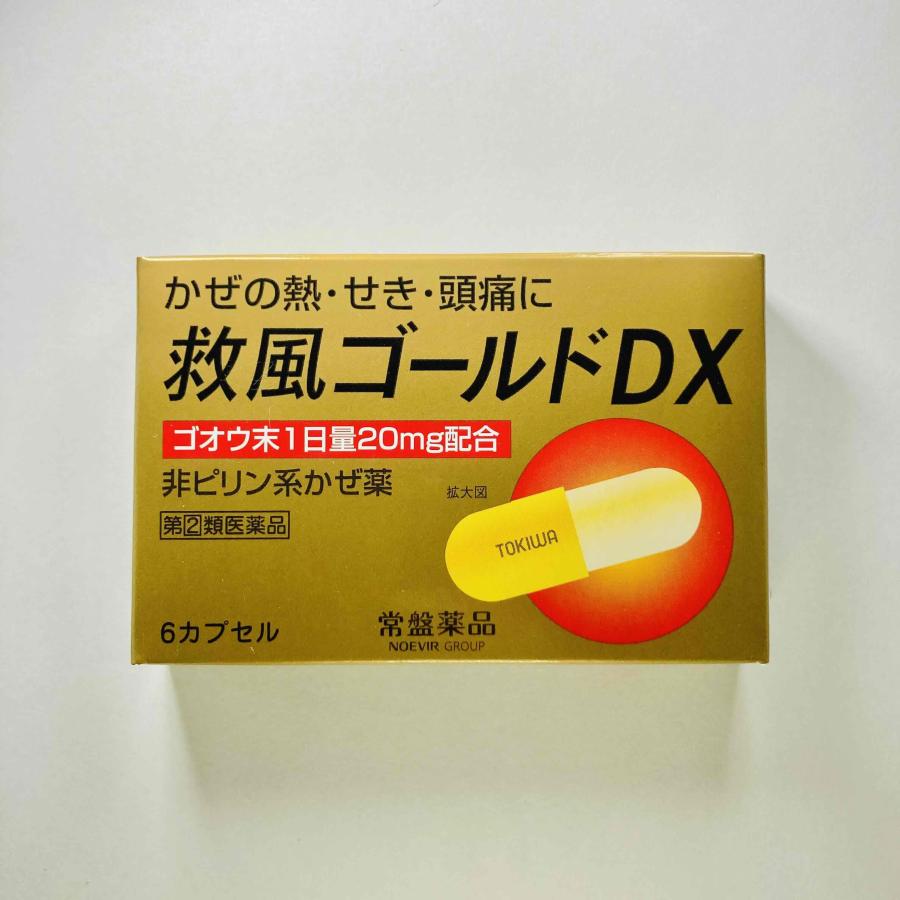 かぜの熱・せき・頭痛に
救風ゴールドDX
ゴオウ末1日量20mg配合
非ピリン系かぜ薬
拡大図
第②類医薬品
TOKIWA
6カプセル
常盤薬品
NOEVIR GROUP